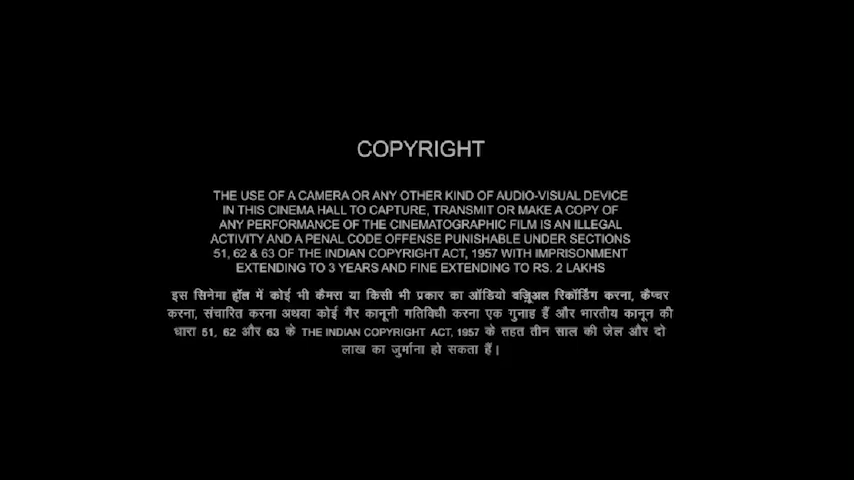 COPYRIGHT
THE USE OF A CAMERA OR ANY OTHER KIND OF AUDIO-VISUAL DEVICE
IN THIS CINEMA HALL TO CAPTURE, TRANSMIT OR MAKE A COPY OF
ANY PERFORMANCE OF THE CINEMATOGRAPHIC FILM IS AN ILLEGAL
ACTIVITY AND A PENAL CODE OFFENSE PUNISHABLE UNDER SECTIONS
51, 62 & 63 OF THE INDIAN COPYRIGHT ACT, 1957 WITH IMPRISONMENT
EXTENDING TO 3 YEARS AND FINE EXTENDING TO RS. 2 LAKHS
इस सिनेमा हॉल में कोई भी कैमरा या किसी भी प्रकार का ऑडियो वज़िुअल रिकॉर्डिंग करना, कैप्चर
करना, संचारित करना अथवा कोई गैर कानूनी गतिविधी करना एक गुनाह हैं और भारतीय कानून की
धारा 51, 62 और 63 के THE INDIAN COPYRIGHT ACT, 1957 के तहत तीन साल की जेल और दो
लाख का जुर्माना हो सकता हैं।